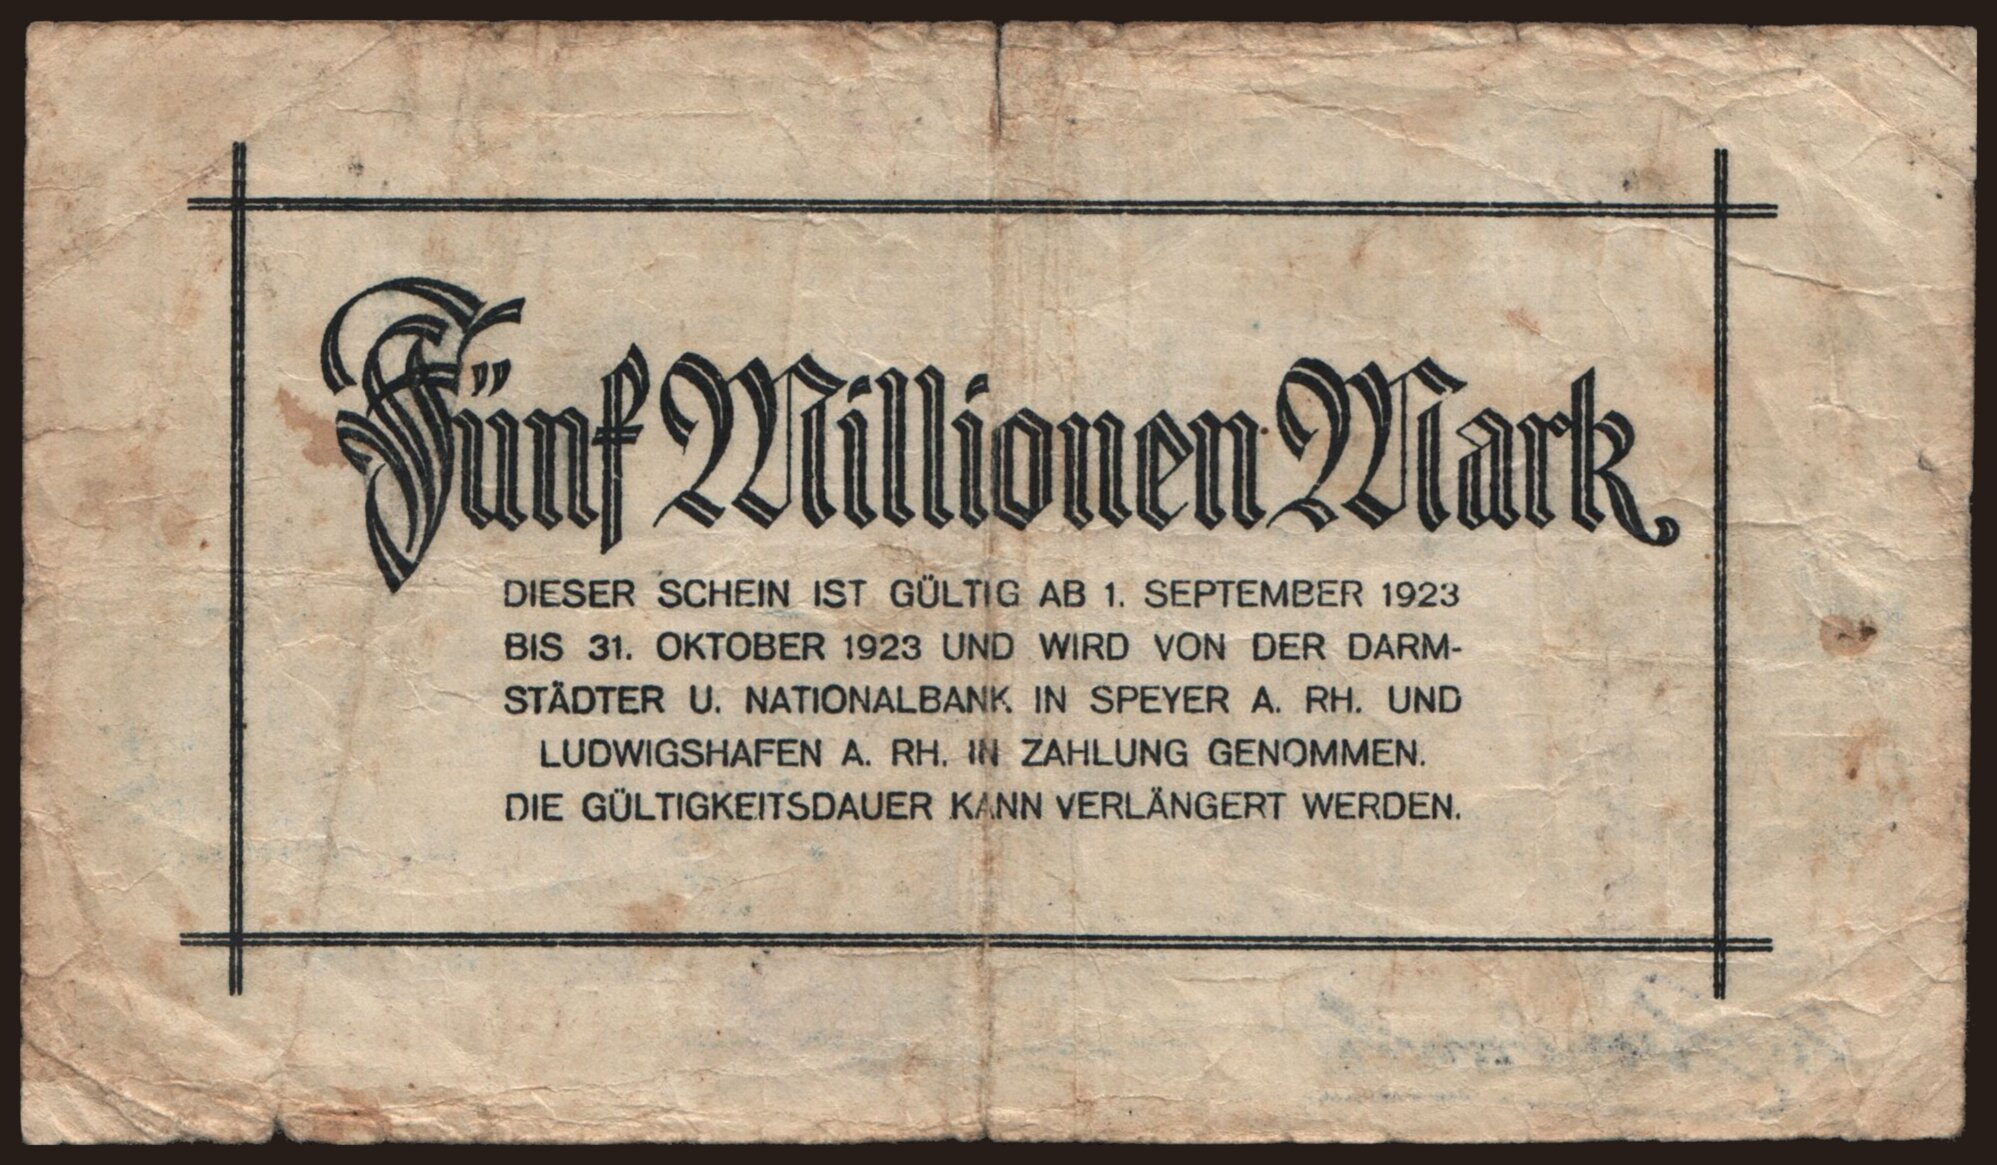 Fünf Millionen Mark
DIESER SCHEIN IST GÜLTIG AB 1. SEPTEMBER 1923
BIS 31. OKTOBER 1923 UND WIRD VON DER DARM-
STÄDTER U. NATIONALBANK IN SPEYER A. RH. UND
LUDWIGSHAFEN A. RH. IN ZAHLUNG GENOMMEN.
DIE GÜLTIGKEITSDAUER KANN VERLÄNGERT WERDEN.